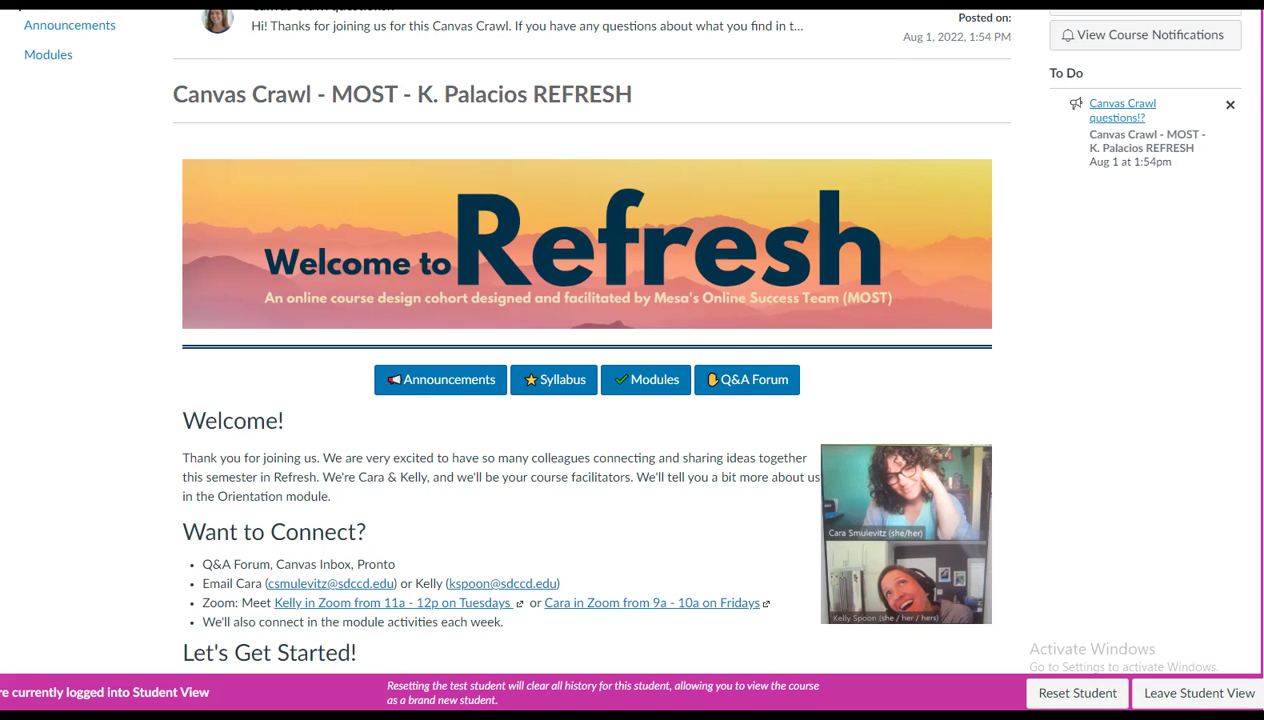 Announcements
Modules
Hi! Thanks for joining us for this Canvas Crawl. If you have any questions about what you find in t...
Posted on:
Aug 1, 2022, 1:54 PM
View Course Notifications
To Do
Canvas Crawl
questions!?
Canvas Crawl - MOST -
K. Palacios REFRESH
Aug 1 at 1:54pm
Canvas Crawl - MOST - K. Palacios REFRESH
Welcome to Refresh
An online course design cohort designed and facilitated by Mesa's Online Success Team (MOST)
Announcements
Syllabus
Modules
Q&A Forum
Welcome!
Thank you for joining us. We are very excited to have so many colleagues connecting and sharing ideas together
this semester in Refresh. We're Cara & Kelly, and we'll be your course facilitators. We'll tell you a bit more about us
in the Orientation module.
Cara Smulevitz (she/her)
Kelly Spoon (she / her / hers)
Want to Connect?
Q&A Forum, Canvas Inbox, Pronto
Email Cara (csmulevitz@sdccd.edu) or Kelly (kspoon@sdccd.edu)
Zoom: Meet Kelly in Zoom from 11a - 12p on Tuesdays or Cara in Zoom from 9a - 10a on Fridays
We'll also connect in the module activities each week.
Let's Get Started!
Activate Windows
Go to Settings to activate Windows.
re currently logged into Student View
Resetting the test student will clear all history for this student, allowing you to view the course
as a brand new student.
Reset Student
Leave Student View